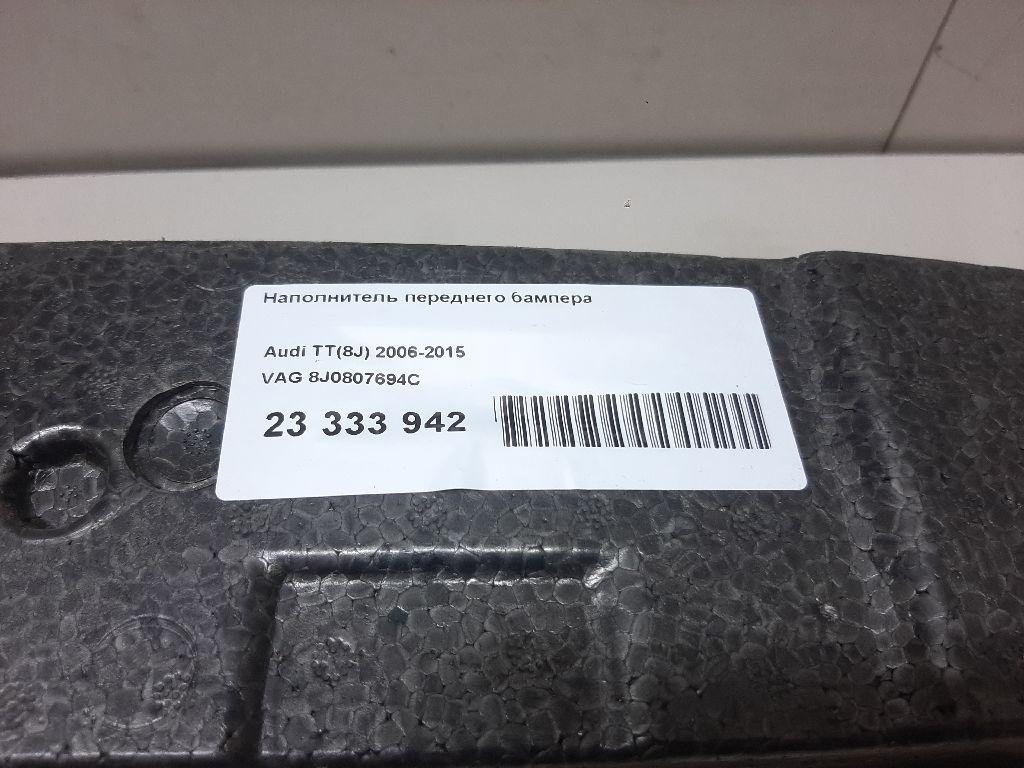 Наполнитель переднего бампера
Audi TT(8J) 2006-2015
VAG 8J0807694C
23 333 942